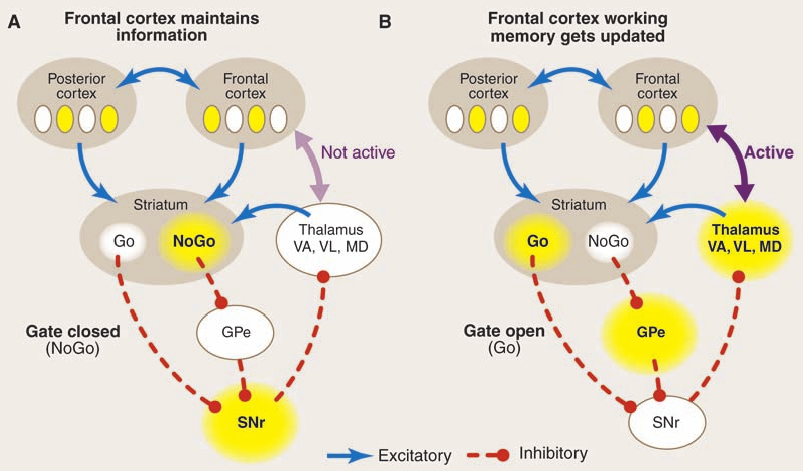 A
Frontal cortex maintains
information
Posterior
cortex
Frontal
cortex
Not active
Striatum
Go
NoGo
Thalamus
VA, VL, MD
Gate closed
(NoGo)
GPe
SNr
B
Frontal cortex working
memory gets updated
Posterior
cortex
Frontal
cortex
Active
Striatum
Go
NoGo
Thalamus
VA, VL, MD
Gate open
(Go)
GPe
SNr
Excitatory
Inhibitory